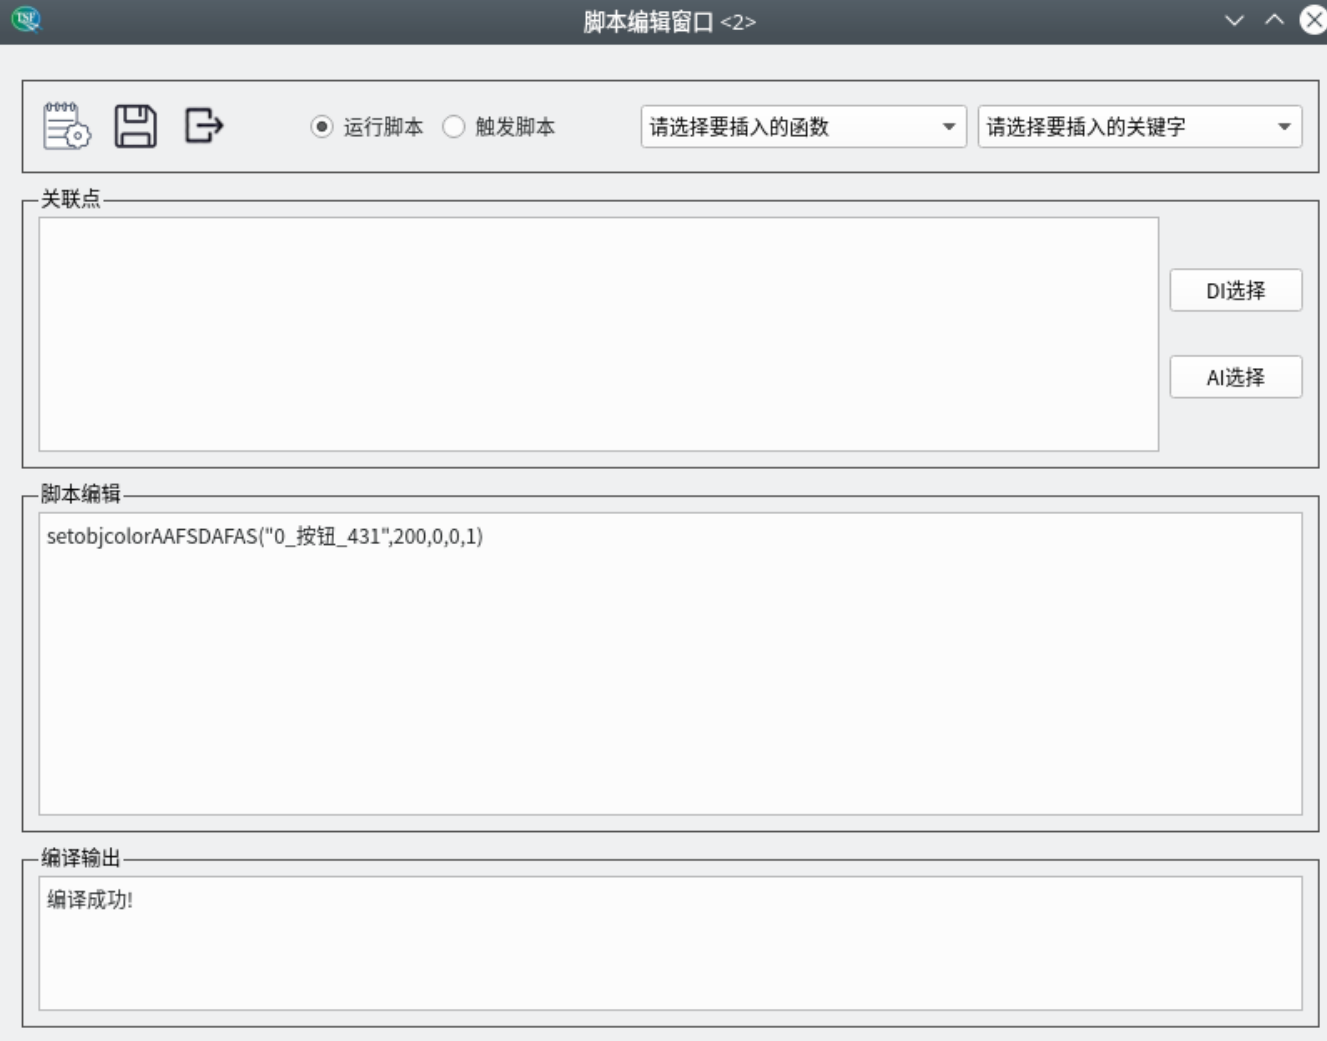 TSF
脚本编辑窗口 <2>
运行脚本 触发脚本 请选择要插入的函数 请选择要插入的关键字
关联点
DI选择
AI选择
脚本编辑
setobjcolorAAFSDAFAS("0_按钮_431",200,0,0,1)
编译输出
编译成功!